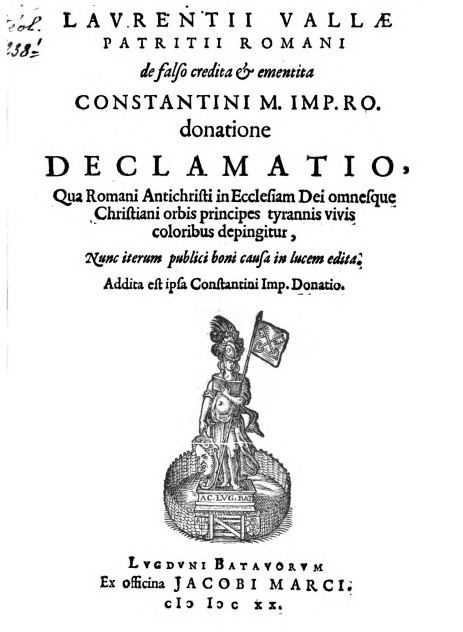 LAVRENTII VALLÆ
PATRITII ROMANI
de falſo credita & ementita
CONSTANTINI M. IMP. RO.
donatione
DECLAMATIO,
Qua Romani Antichriſti in Eccleſiam Dei omneſque
Chriſtiani orbis principes tyrannis vivis
coloribus depingitur,
Nunc iterum publici boni cauſa in lucem edita.
Addita eſt ipſa Conſtantini Imp. Donatio.
AC. LVG. BAT
LVGDVNI BATAVORVM
Ex officina JACOBI MARCI.
cIↄ Iↄc XX.